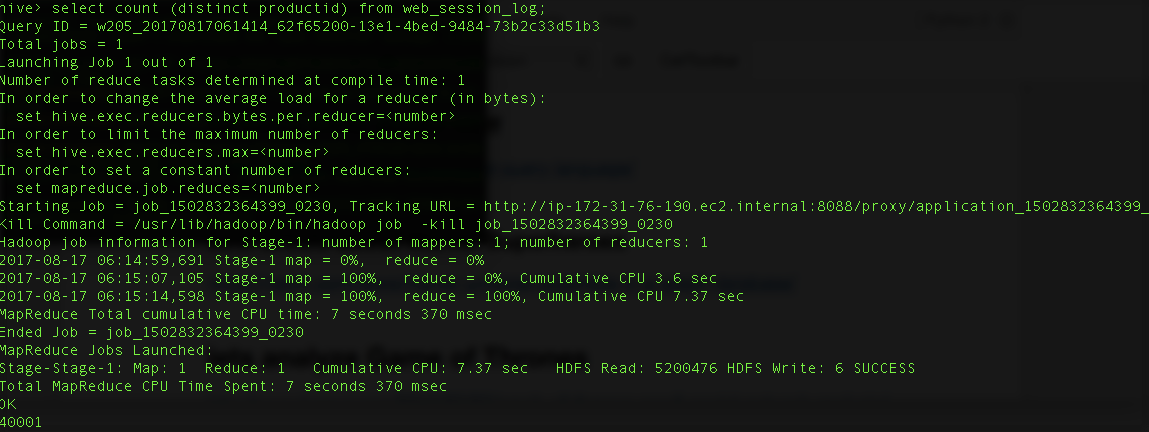 hive> select count (distinct productid) from web_session_log;
Query ID = w205_20170817061414_62f65200-13e1-4bed-9484-73b2c33d51b3
Total jobs = 1
Launching Job 1 out of 1
Number of reduce tasks determined at compile time: 1
In order to change the average load for a reducer (in bytes):
  set hive.exec.reducers.bytes.per.reducer=<number>
In order to limit the maximum number of reducers:
  set hive.exec.reducers.max=<number>
In order to set a constant number of reducers:
  set mapreduce.job.reduces=<number>
Starting Job = job_1502832364399_0230, Tracking URL = http://ip-172-31-76-190.ec2.internal:8088/proxy/application_1502832364399_
Kill Command = /usr/lib/hadoop/bin/hadoop job  -kill job_1502832364399_0230
Hadoop job information for Stage-1: number of mappers: 1; number of reducers: 1
2017-08-17 06:14:59,691 Stage-1 map = 0%,  reduce = 0%
2017-08-17 06:15:07,105 Stage-1 map = 100%,  reduce = 0%, Cumulative CPU 3.6 sec
2017-08-17 06:15:14,598 Stage-1 map = 100%,  reduce = 100%, Cumulative CPU 7.37 sec
MapReduce Total cumulative CPU time: 7 seconds 370 msec
Ended Job = job_1502832364399_0230
MapReduce Jobs Launched:
Stage-Stage-1: Map: 1  Reduce: 1   Cumulative CPU: 7.37 sec   HDFS Read: 5200476 HDFS Write: 6 SUCCESS
Total MapReduce CPU Time Spent: 7 seconds 370 msec
OK
40001